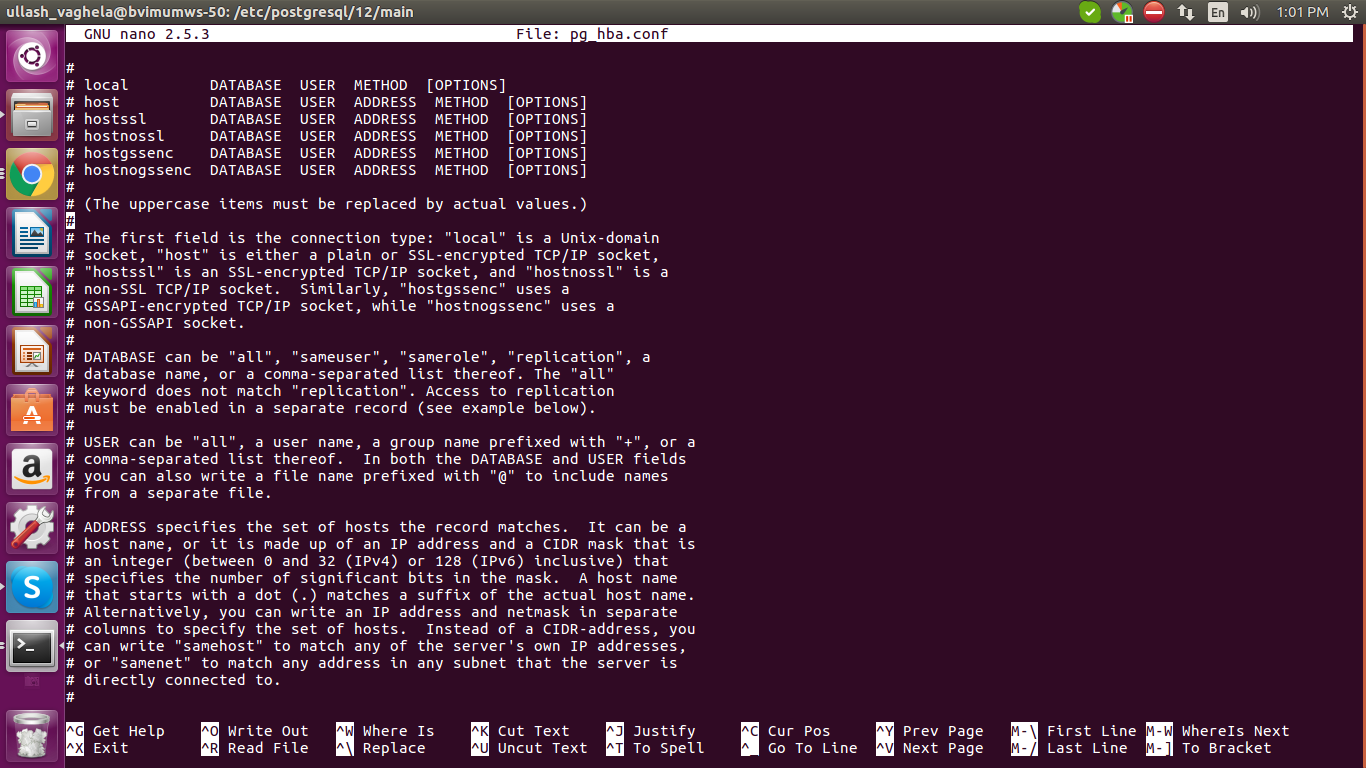 ullash_vaghela@bvimumws-50: /etc/postgresql/12/main
En
1:01 PM
GNU nano 2.5.3                                  File: pg_hba.conf
#
# local         DATABASE  USER  METHOD  [OPTIONS]
# host          DATABASE  USER  ADDRESS  METHOD  [OPTIONS]
# hostssl       DATABASE  USER  ADDRESS  METHOD  [OPTIONS]
# hostnossl     DATABASE  USER  ADDRESS  METHOD  [OPTIONS]
# hostgssenc    DATABASE  USER  ADDRESS  METHOD  [OPTIONS]
# hostnogssenc  DATABASE  USER  ADDRESS  METHOD  [OPTIONS]
#
# (The uppercase items must be replaced by actual values.)
#
# The first field is the connection type: "local" is a Unix-domain
# socket, "host" is either a plain or SSL-encrypted TCP/IP socket,
# "hostssl" is an SSL-encrypted TCP/IP socket, and "hostnossl" is a
# non-SSL TCP/IP socket.  Similarly, "hostgssenc" uses a
# GSSAPI-encrypted TCP/IP socket, while "hostnogssenc" uses a
# non-GSSAPI socket.
#
# DATABASE can be "all", "sameuser", "samerole", "replication", a
# database name, or a comma-separated list thereof. The "all"
# keyword does not match "replication". Access to replication
# must be enabled in a separate record (see example below).
#
# USER can be "all", a user name, a group name prefixed with "+", or a
# comma-separated list thereof.  In both the DATABASE and USER fields
# you can also write a file name prefixed with "@" to include names
# from a separate file.
#
# ADDRESS specifies the set of hosts the record matches.  It can be a
# host name, or it is made up of an IP address and a CIDR mask that is
# an integer (between 0 and 32 (IPv4) or 128 (IPv6) inclusive) that
# specifies the number of significant bits in the mask.  A host name
# that starts with a dot (.) matches a suffix of the actual host name.
# Alternatively, you can write an IP address and netmask in separate
# columns to specify the set of hosts.  Instead of a CIDR-address, you
# can write "samehost" to match any of the server's own IP addresses,
# or "samenet" to match any address in any subnet that the server is
# directly connected to.
#
^G Get Help    ^O Write Out   ^W Where Is    ^K Cut Text    ^J Justify     ^C Cur Pos     ^Y Prev Page   M-\ First Line M-W WhereIs Next
^X Exit        ^R Read File   ^\ Replace     ^U Uncut Text  ^T To Spell    ^_ Go To Line  ^V Next Page   M-/ Last Line  M-] To Bracket